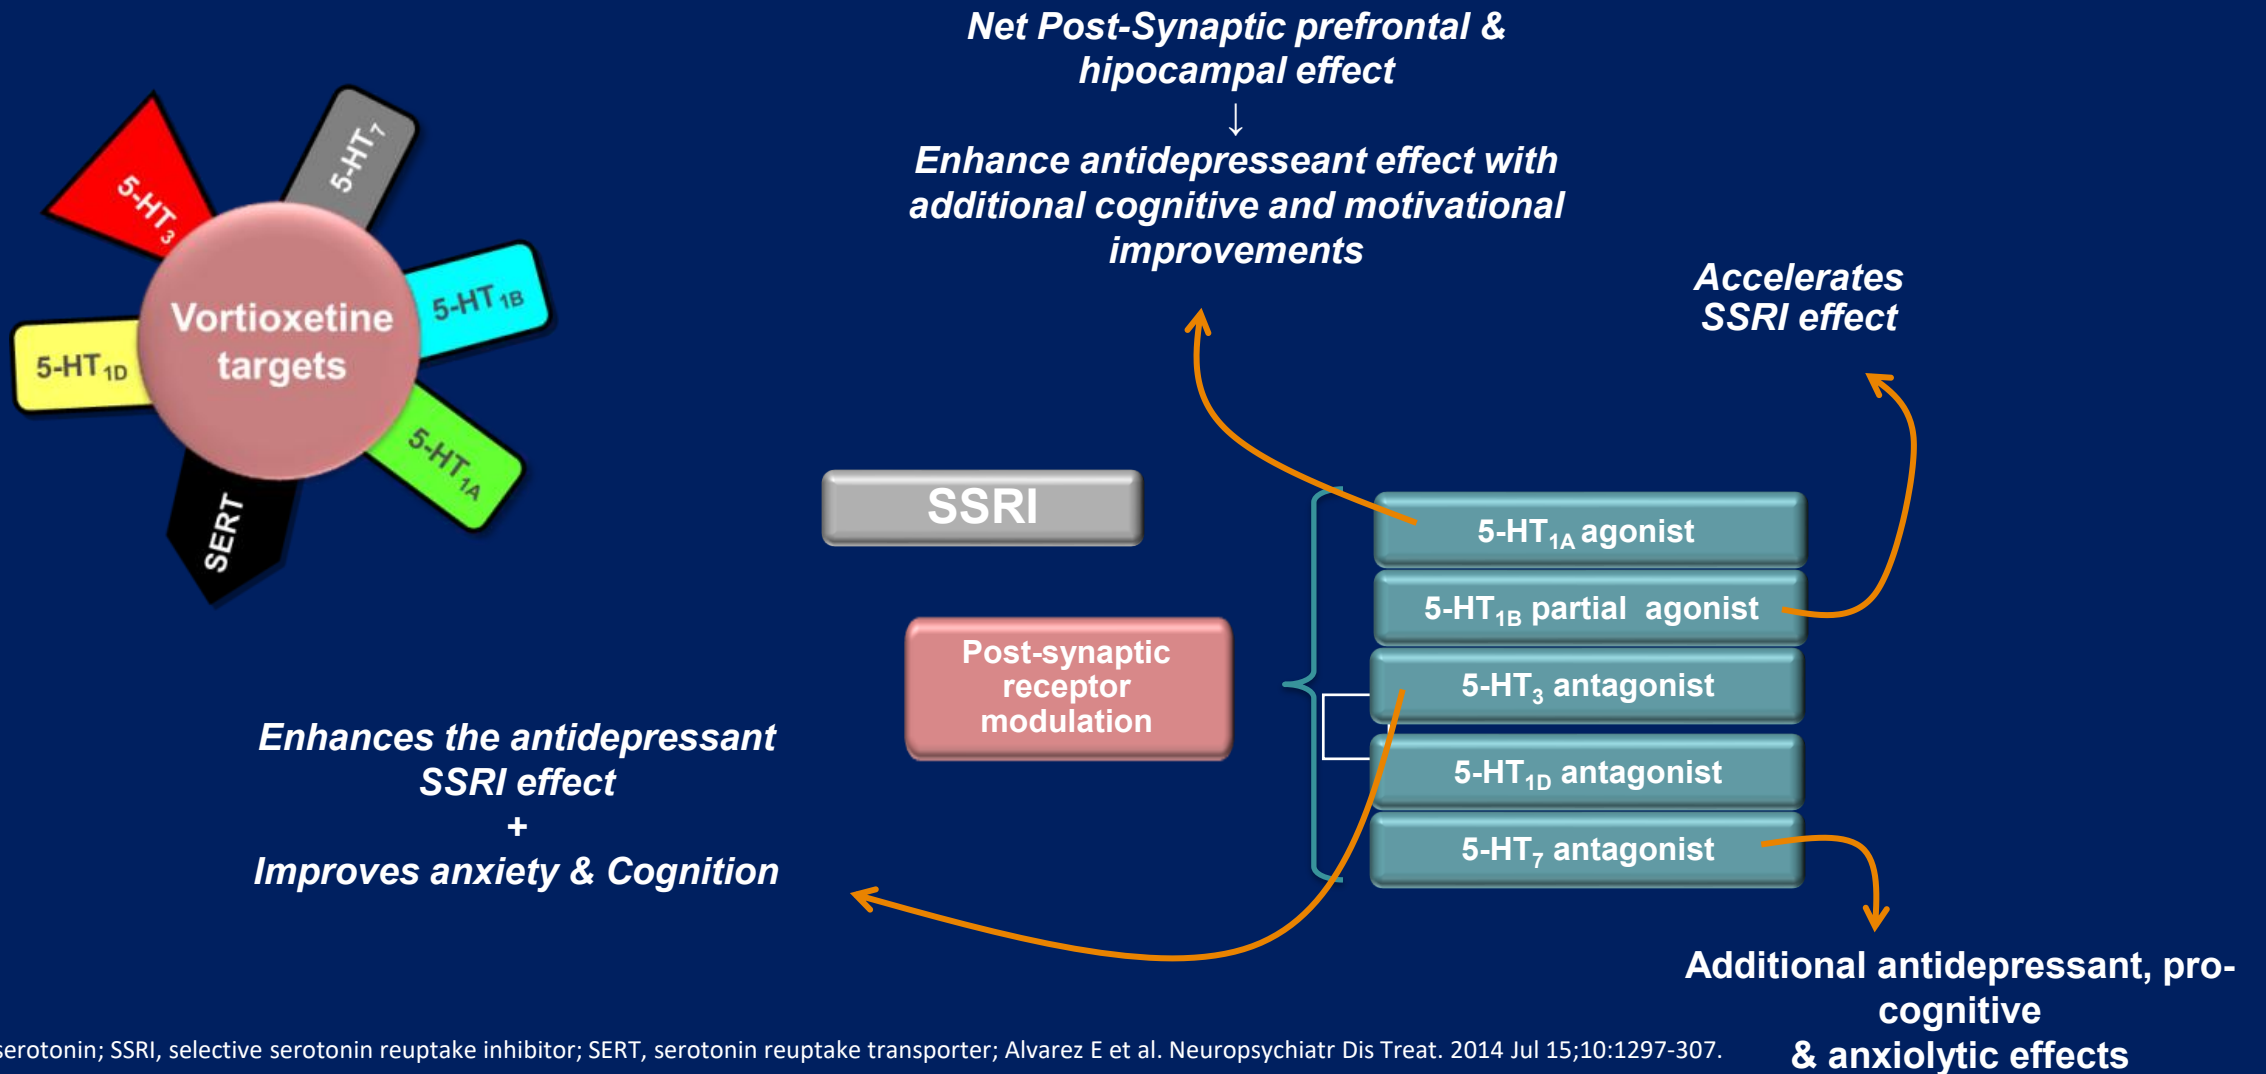 Net Post-Synaptic prefrontal &
hipocampal effect
↓
Enhance antidepresseant effect with
additional cognitive and motivational
improvements
5-HT₃
5-HT₇
5-HT₁B
Vortioxetine
targets
5-HT₁D
5-HT₁A
SERT
Accelerates
SSRI effect
SSRI
Post-synaptic
receptor
modulation
5-HT₁A agonist
5-HT₁B partial agonist
5-HT₃ antagonist
5-HT₁D antagonist
5-HT₇ antagonist
Enhances the antidepressant
SSRI effect
+
Improves anxiety & Cognition
Additional antidepressant, pro-
cognitive
& anxiolytic effects
serotonin; SSRI, selective serotonin reuptake inhibitor; SERT, serotonin reuptake transporter; Alvarez E et al. Neuropsychiatr Dis Treat. 2014 Jul 15;10:1297-307.